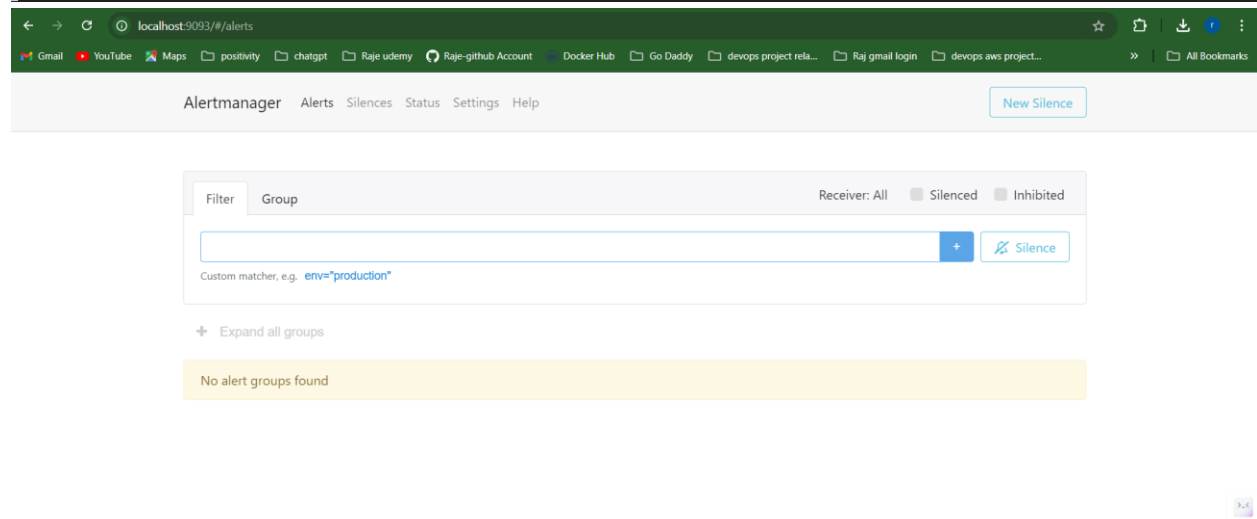 localhost:9093/#/alerts
Gmail YouTube Maps positivity chatgpt Raje udemy Raje-github Account Docker Hub Go Daddy devops project rela... Raj gmail login devops aws project... » All Bookmarks
Alertmanager Alerts Silences Status Settings Help New Silence
Filter Group Receiver: All Silenced Inhibited
+ Silence
Custom matcher, e.g. env="production"
+ Expand all groups
No alert groups found